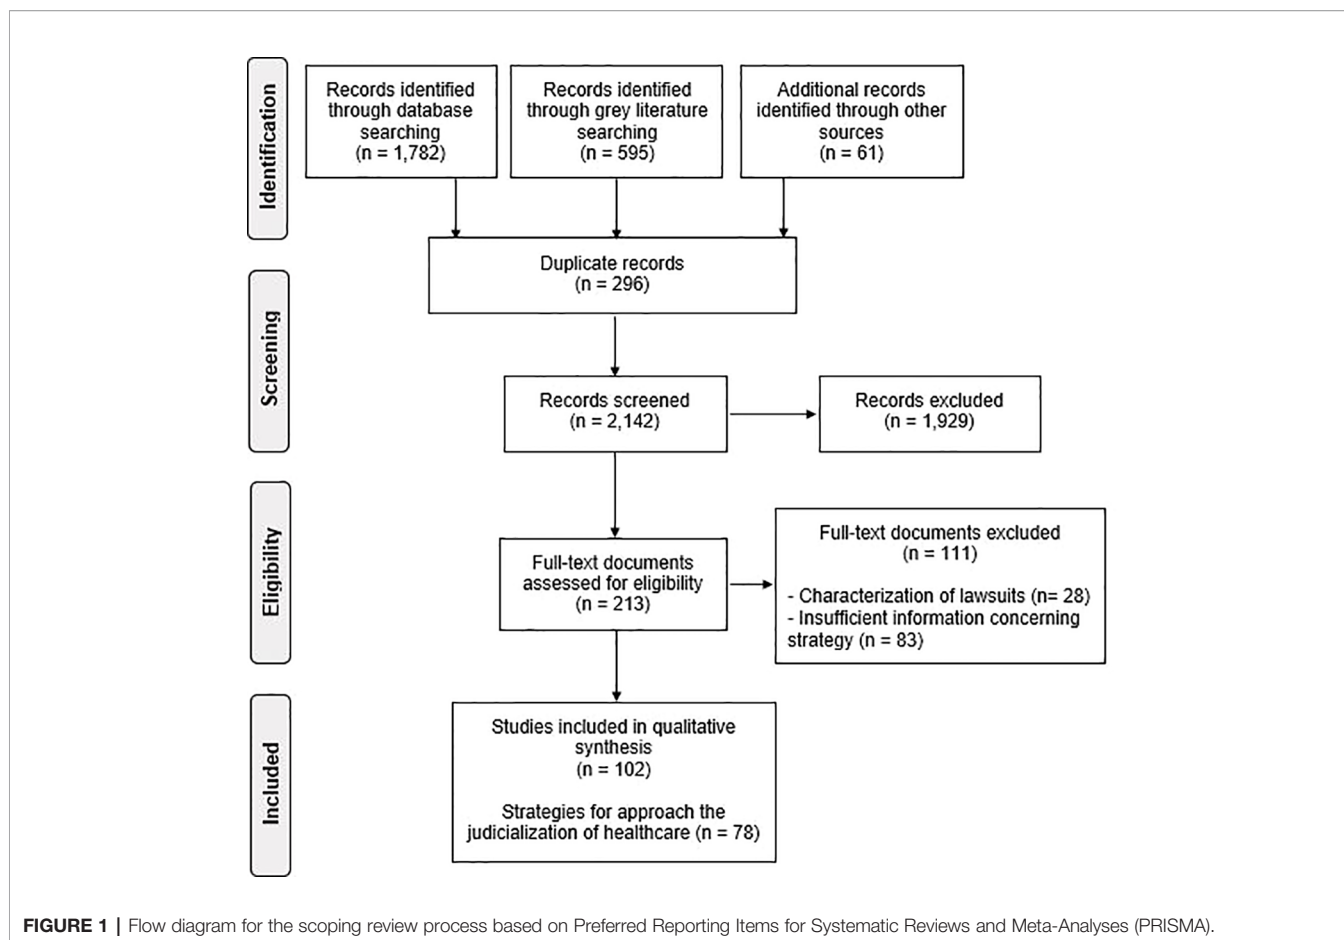 Identification
Records identified
through database
searching
(n = 1,782)
Records identified
through grey literature
searching
(n = 595)
Additional records
identified through other
sources
(n = 61)
Duplicate records
(n = 296)
Screening
Records screened
(n = 2,142)
Records excluded
(n = 1,929)
Eligibility
Full-text documents
assessed for eligibility
(n = 213)
Full-text documents excluded
(n = 111)
- Characterization of lawsuits (n= 28)
- Insufficient information concerning
strategy (n = 83)
Included
Studies included in qualitative
synthesis
(n = 102)
Strategies for approach the
judicialization of healthcare (n = 78)
FIGURE 1 | Flow diagram for the scoping review process based on Preferred Reporting Items for Systematic Reviews and Meta-Analyses (PRISMA).